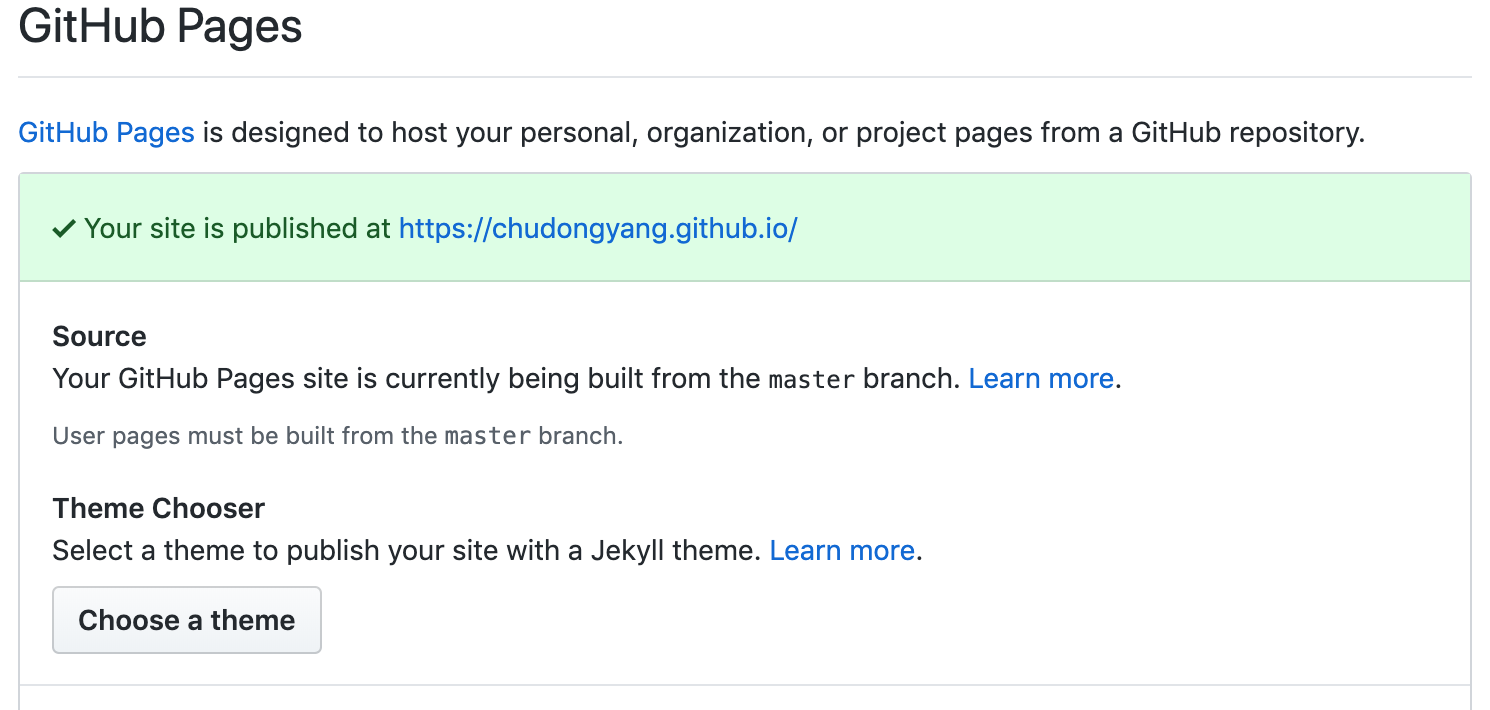 GitHub Pages
GitHub Pages is designed to host your personal, organization, or project pages from a GitHub repository.
✔ Your site is published at https://chudongyang.github.io/
Source
Your GitHub Pages site is currently being built from the master branch. Learn more.
User pages must be built from the master branch.
Theme Chooser
Select a theme to publish your site with a Jekyll theme. Learn more.
Choose a theme